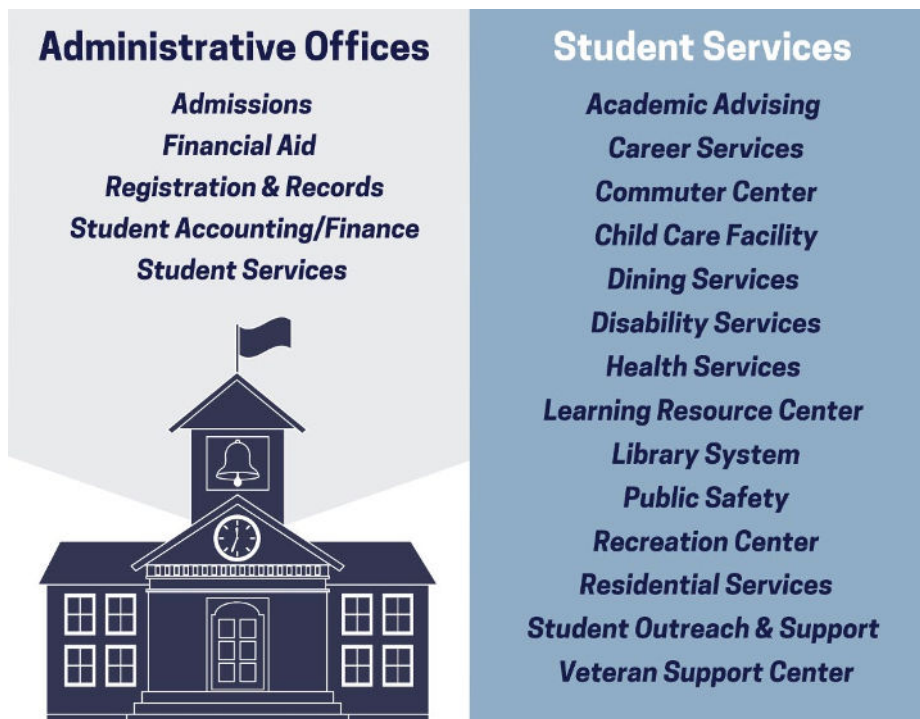 Administrative Offices
Admissions
Financial Aid
Registration & Records
Student Accounting/Finance
Student Services
Student Services
Academic Advising
Career Services
Commuter Center
Child Care Facility
Dining Services
Disability Services
Health Services
Learning Resource Center
Library System
Public Safety
Recreation Center
Residential Services
Student Outreach & Support
Veteran Support Center